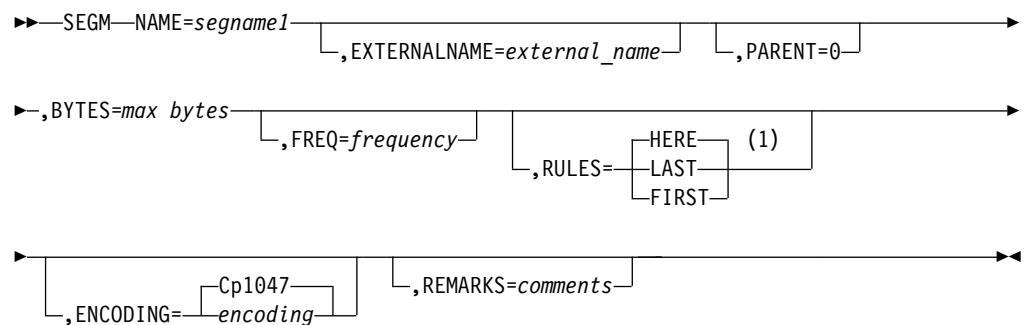 SEGM NAME=segname1
,EXTERNALNAME=external_name ,PARENT=0
,BYTES=max bytes
,FREQ=frequency
HERE (1)
,RULES= LAST
FIRST
Cp1047
,ENCODING= encoding
,REMARKS=comments